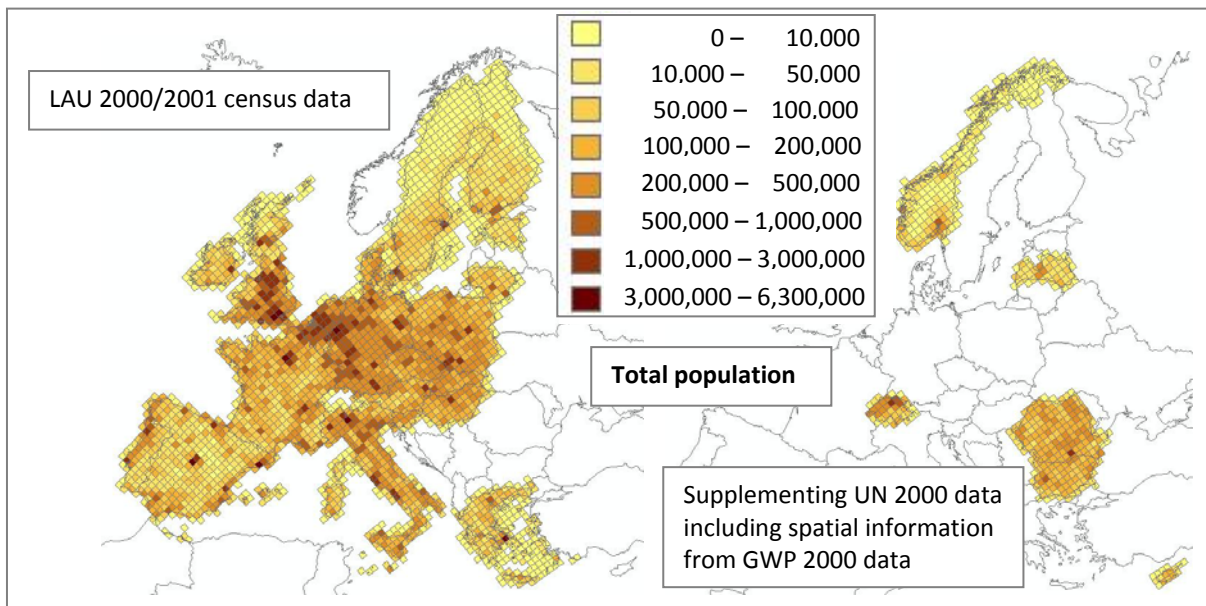 LAU 2000/2001 census data
0 – 10,000
10,000 – 50,000
50,000 – 100,000
100,000 – 200,000
200,000 – 500,000
500,000 – 1,000,000
1,000,000 – 3,000,000
3,000,000 – 6,300,000
Total population
Supplementing UN 2000 data
including spatial information
from GWP 2000 data